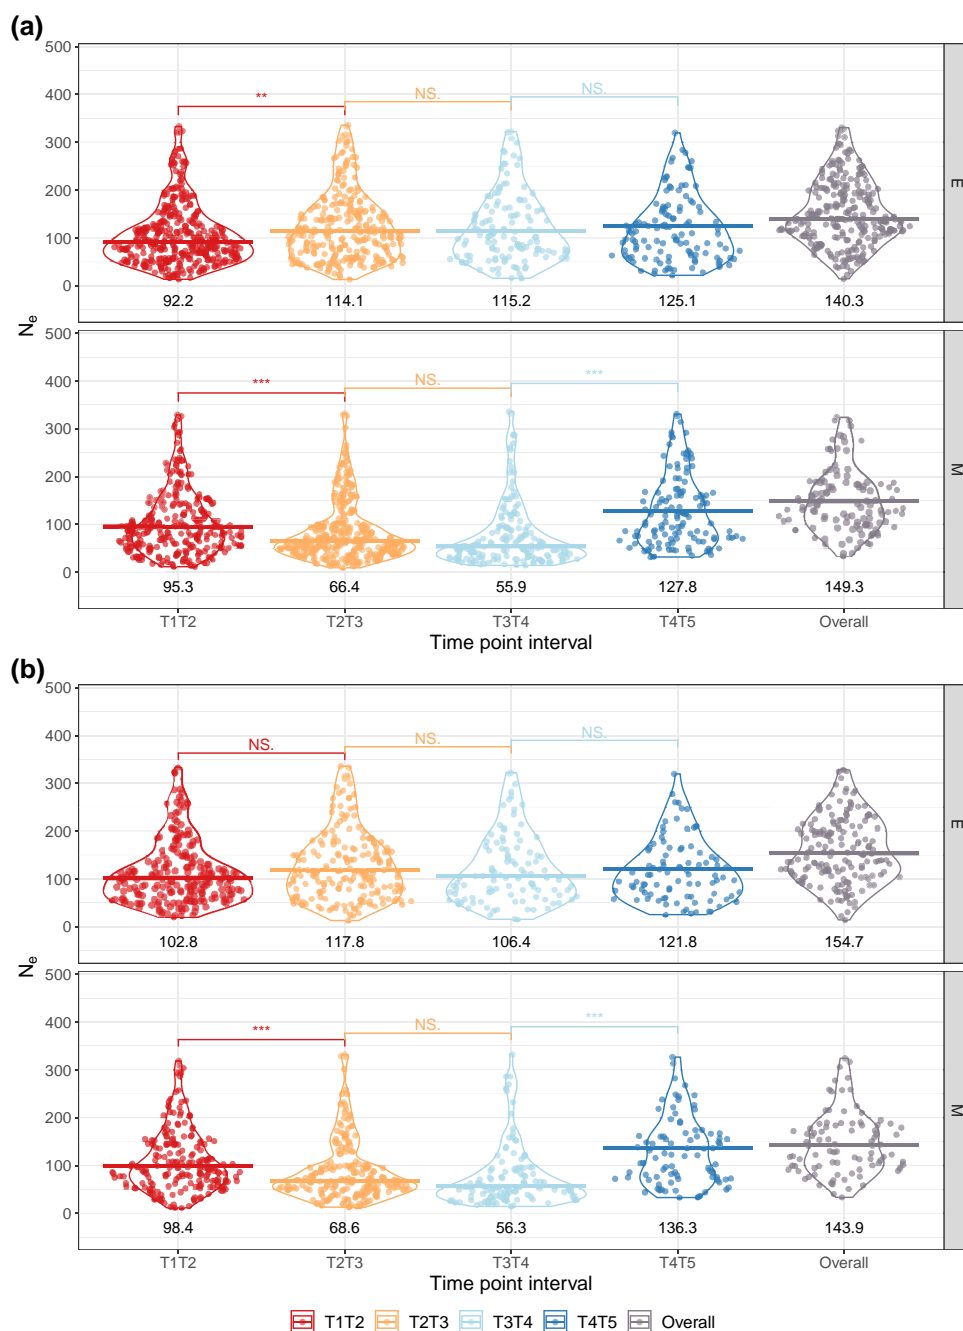 (a)
500
400
300
200
100
0
** NS. NS.
92.2 114.1 115.2 125.1 140.3
E
Ne
500
400
300
200
100
0
*** NS. ***
95.3 66.4 55.9 127.8 149.3
M
T1T2 T2T3 T3T4 T4T5 Overall
Time point interval
(b)
500
400
300
200
100
0
NS. NS. NS.
102.8 117.8 106.4 121.8 154.7
E
Ne
500
400
300
200
100
0
*** NS. ***
98.4 68.6 56.3 136.3 143.9
M
T1T2 T2T3 T3T4 T4T5 Overall
Time point interval
T1T2 T2T3 T3T4 T4T5 Overall